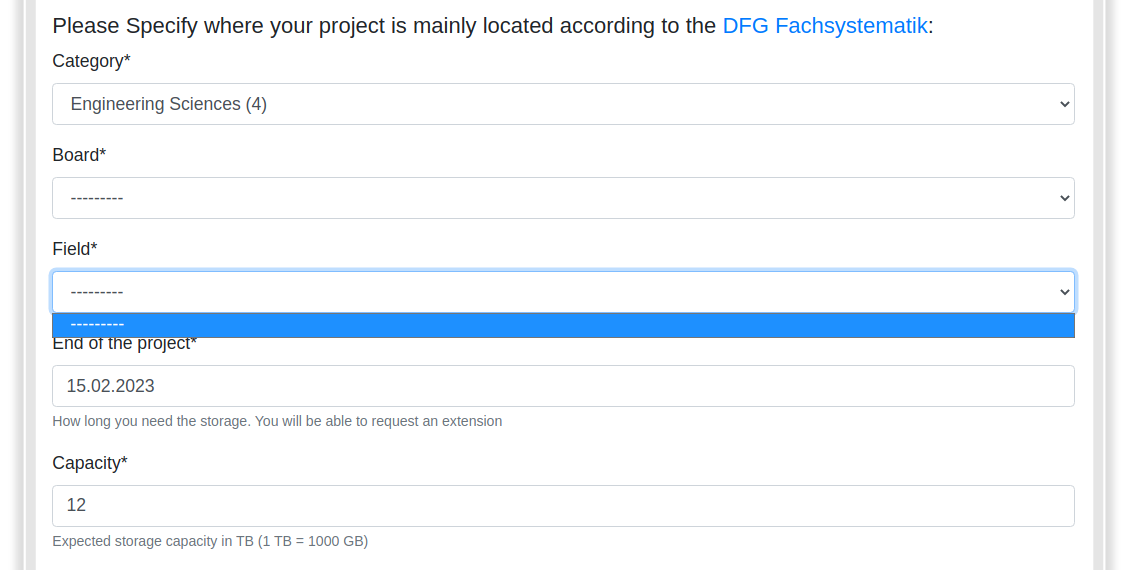 Please Specify where your project is mainly located according to the DFG Fachsystematik:
Category*
Engineering Sciences (4)
Board*
---------
Field*
---------
---------
End of the project*
15.02.2023
How long you need the storage. You will be able to request an extension
Capacity*
12
Expected storage capacity in TB (1 TB = 1000 GB)